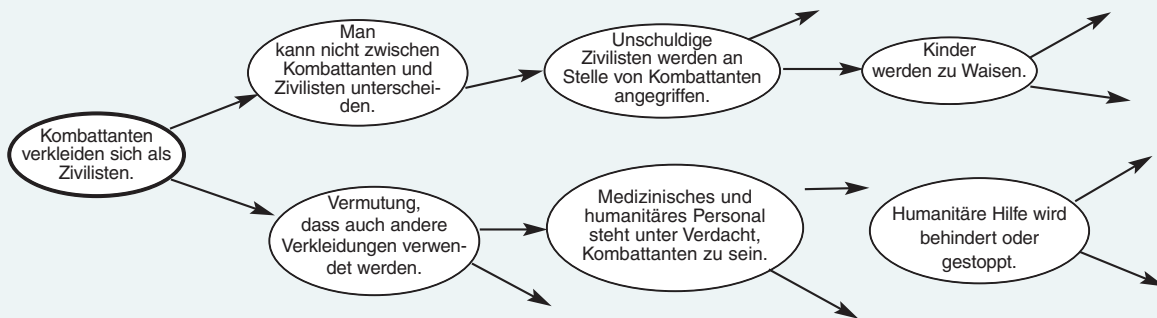 Kombattanten
verkleiden sich als
Zivilisten.
Man
kann nicht zwischen
Kombattanten und
Zivilisten unterschei-
den.
Unschuldige
Zivilisten werden an
Stelle von Kombattanten
angegriffen.
Kinder
werden zu Waisen.
Vermutung,
dass auch andere
Verkleidungen verwen-
det werden.
Medizinisches und
humanitäres Personal
steht unter Verdacht,
Kombattanten zu sein.
Humanitäre Hilfe wird
behindert oder
gestoppt.